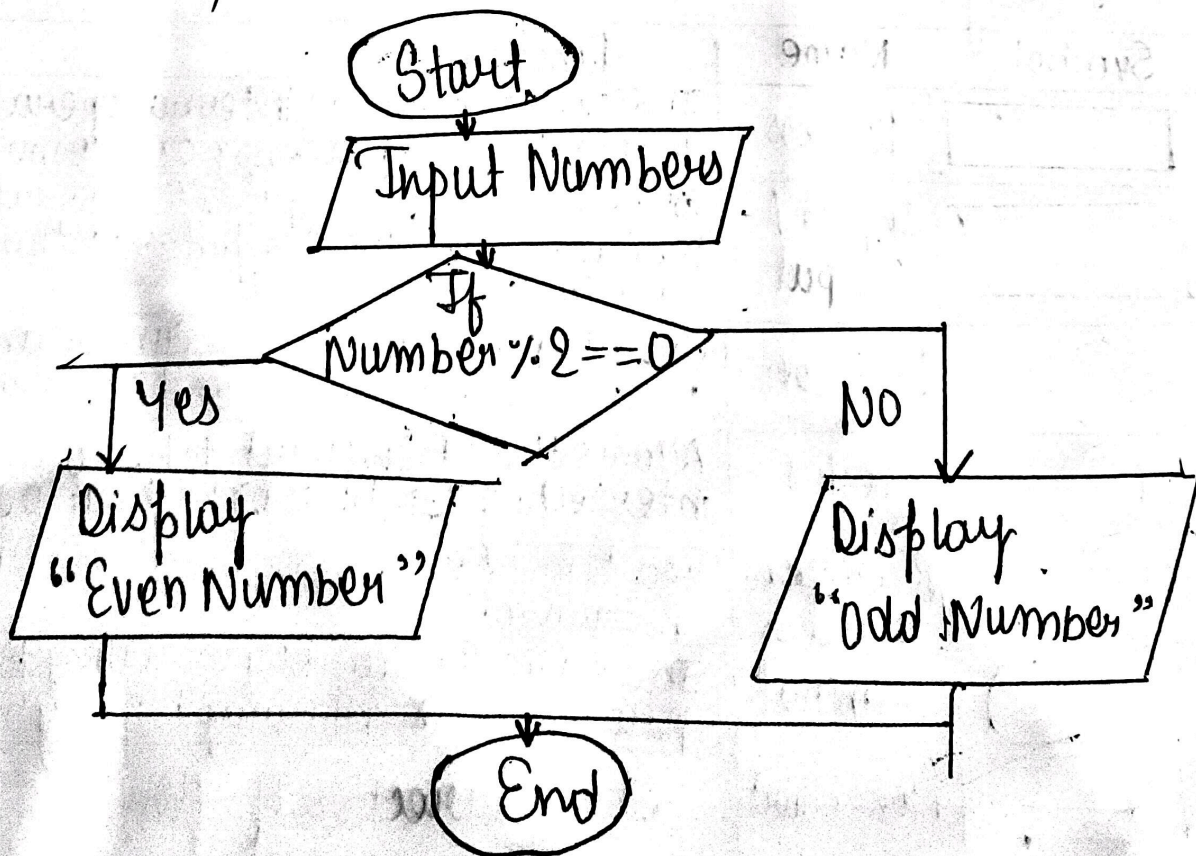 Start
Input Numbers
If
Number % 2 == 0
Yes
NO
Display
“Even Number”
Display
“Odd Number”
End